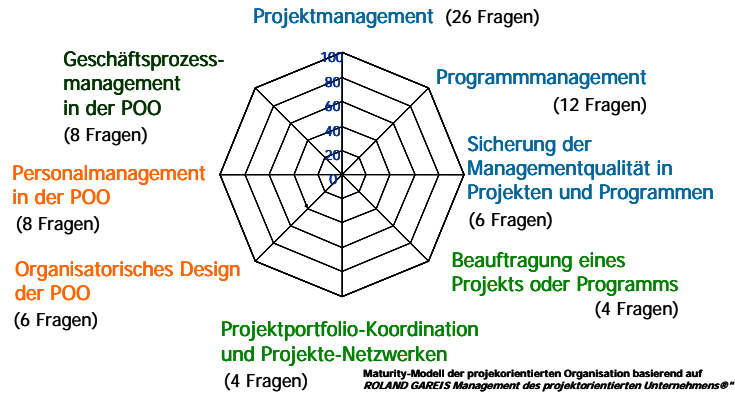 Projektmanagement (26 Fragen)
Geschäftsprozess-
management
in der POO
(8 Fragen)
100
80
60
40
20
0
Programmmanagement
(12 Fragen)
Sicherung der
Managementqualität in
Projekten und Programmen
(6 Fragen)
Personalmanagement
in der POO
(8 Fragen)
Organisatorisches Design
der POO
(6 Fragen)
Beauftragung eines
Projekts oder Programms
(4 Fragen)
Projektportfolio-Koordination
und Projekte-Netzwerken
(4 Fragen)
Maturity-Modell der projekorientierten Organisation basierend auf
ROLAND GAREIS Management des projektorientierten Unternehmens®"